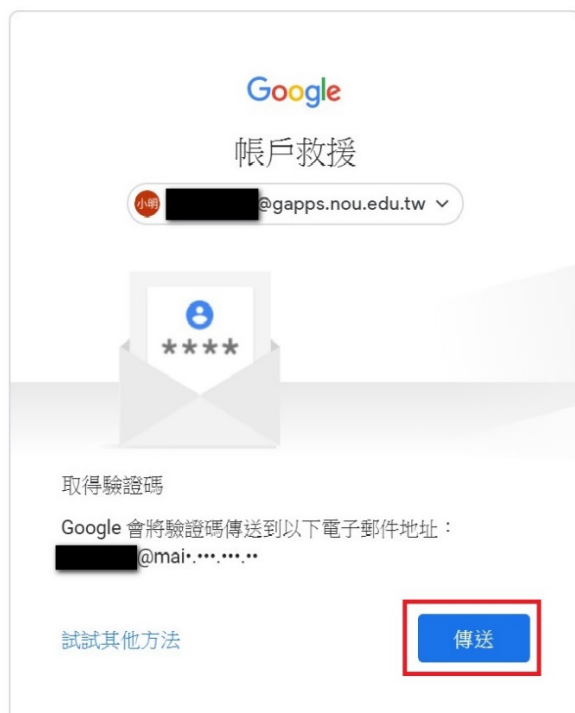 Google
帳戶救援
小明 @gapps.nou.edu.tw
****
取得驗證碼
Google 會將驗證碼傳送到以下電子郵件地址：
@mai•.•••.•••.••
試試其他方法
傳送